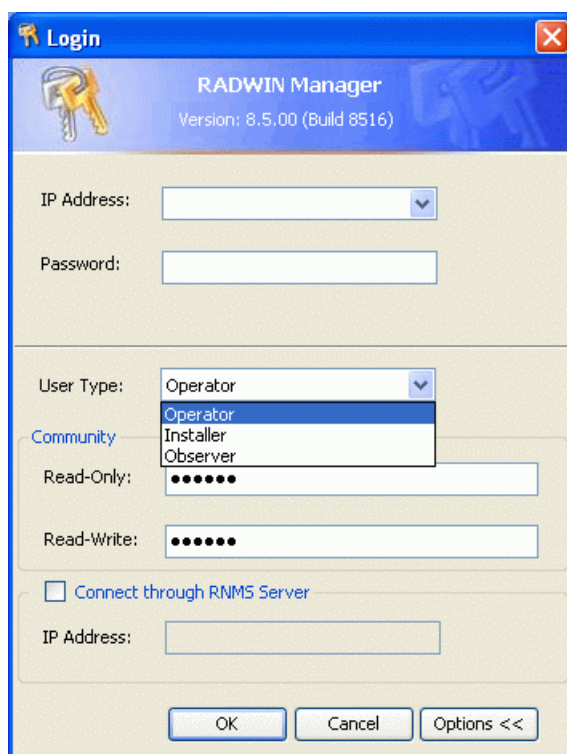 Login
RADWIN Manager
Version: 8.5.00 (Build 8516)
IP Address:
Password:
User Type: Operator
Operator
Installer
Observer
Community
Read-Only: ●●●●●●
Read-Write: ●●●●●●
Connect through RNMS Server
IP Address:
OK Cancel Options <<